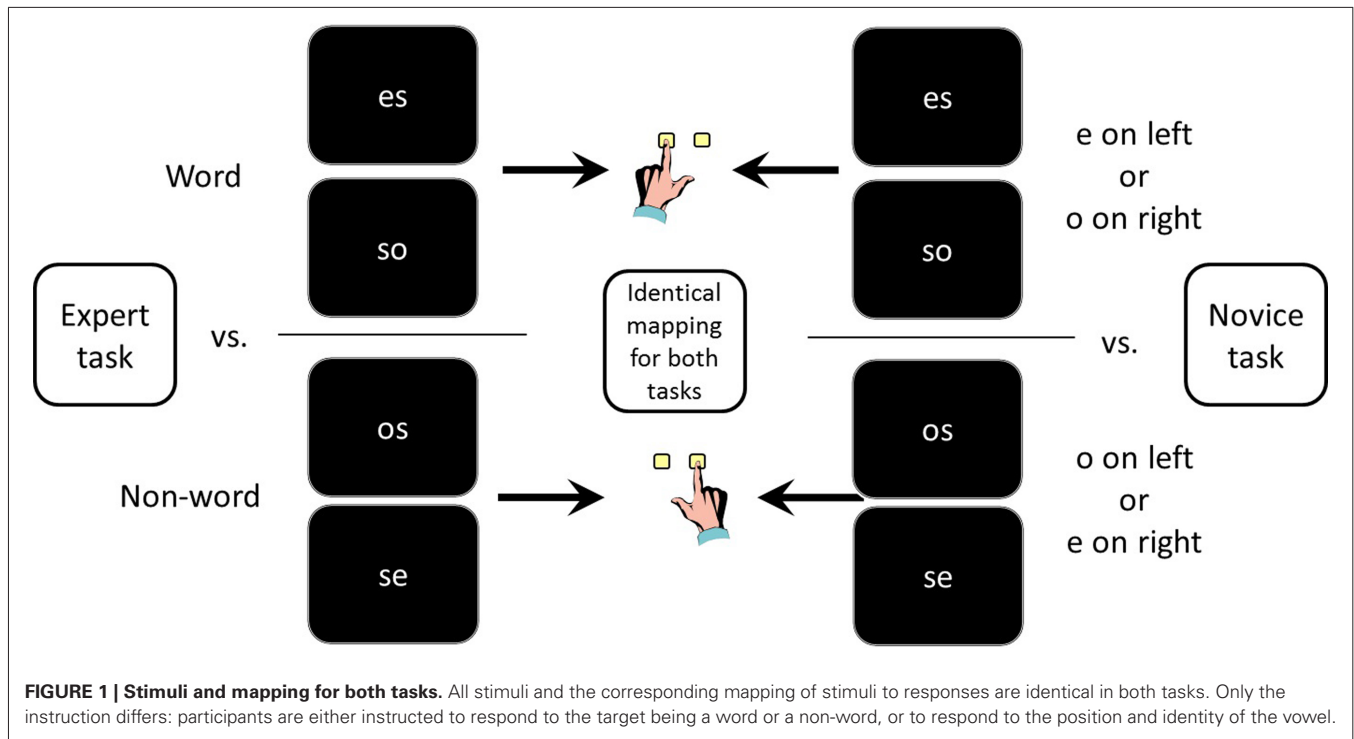 es
so
Word
Expert
task
vs.
os
se
Non-word
Identical
mapping
for both
tasks
es
so
e on left
or
o on right
vs.
Novice
task
os
se
o on left
or
e on right
FIGURE 1 | Stimuli and mapping for both tasks. All stimuli and the corresponding mapping of stimuli to responses are identical in both tasks. Only the
instruction differs: participants are either instructed to respond to the target being a word or a non-word, or to respond to the position and identity of the vowel.